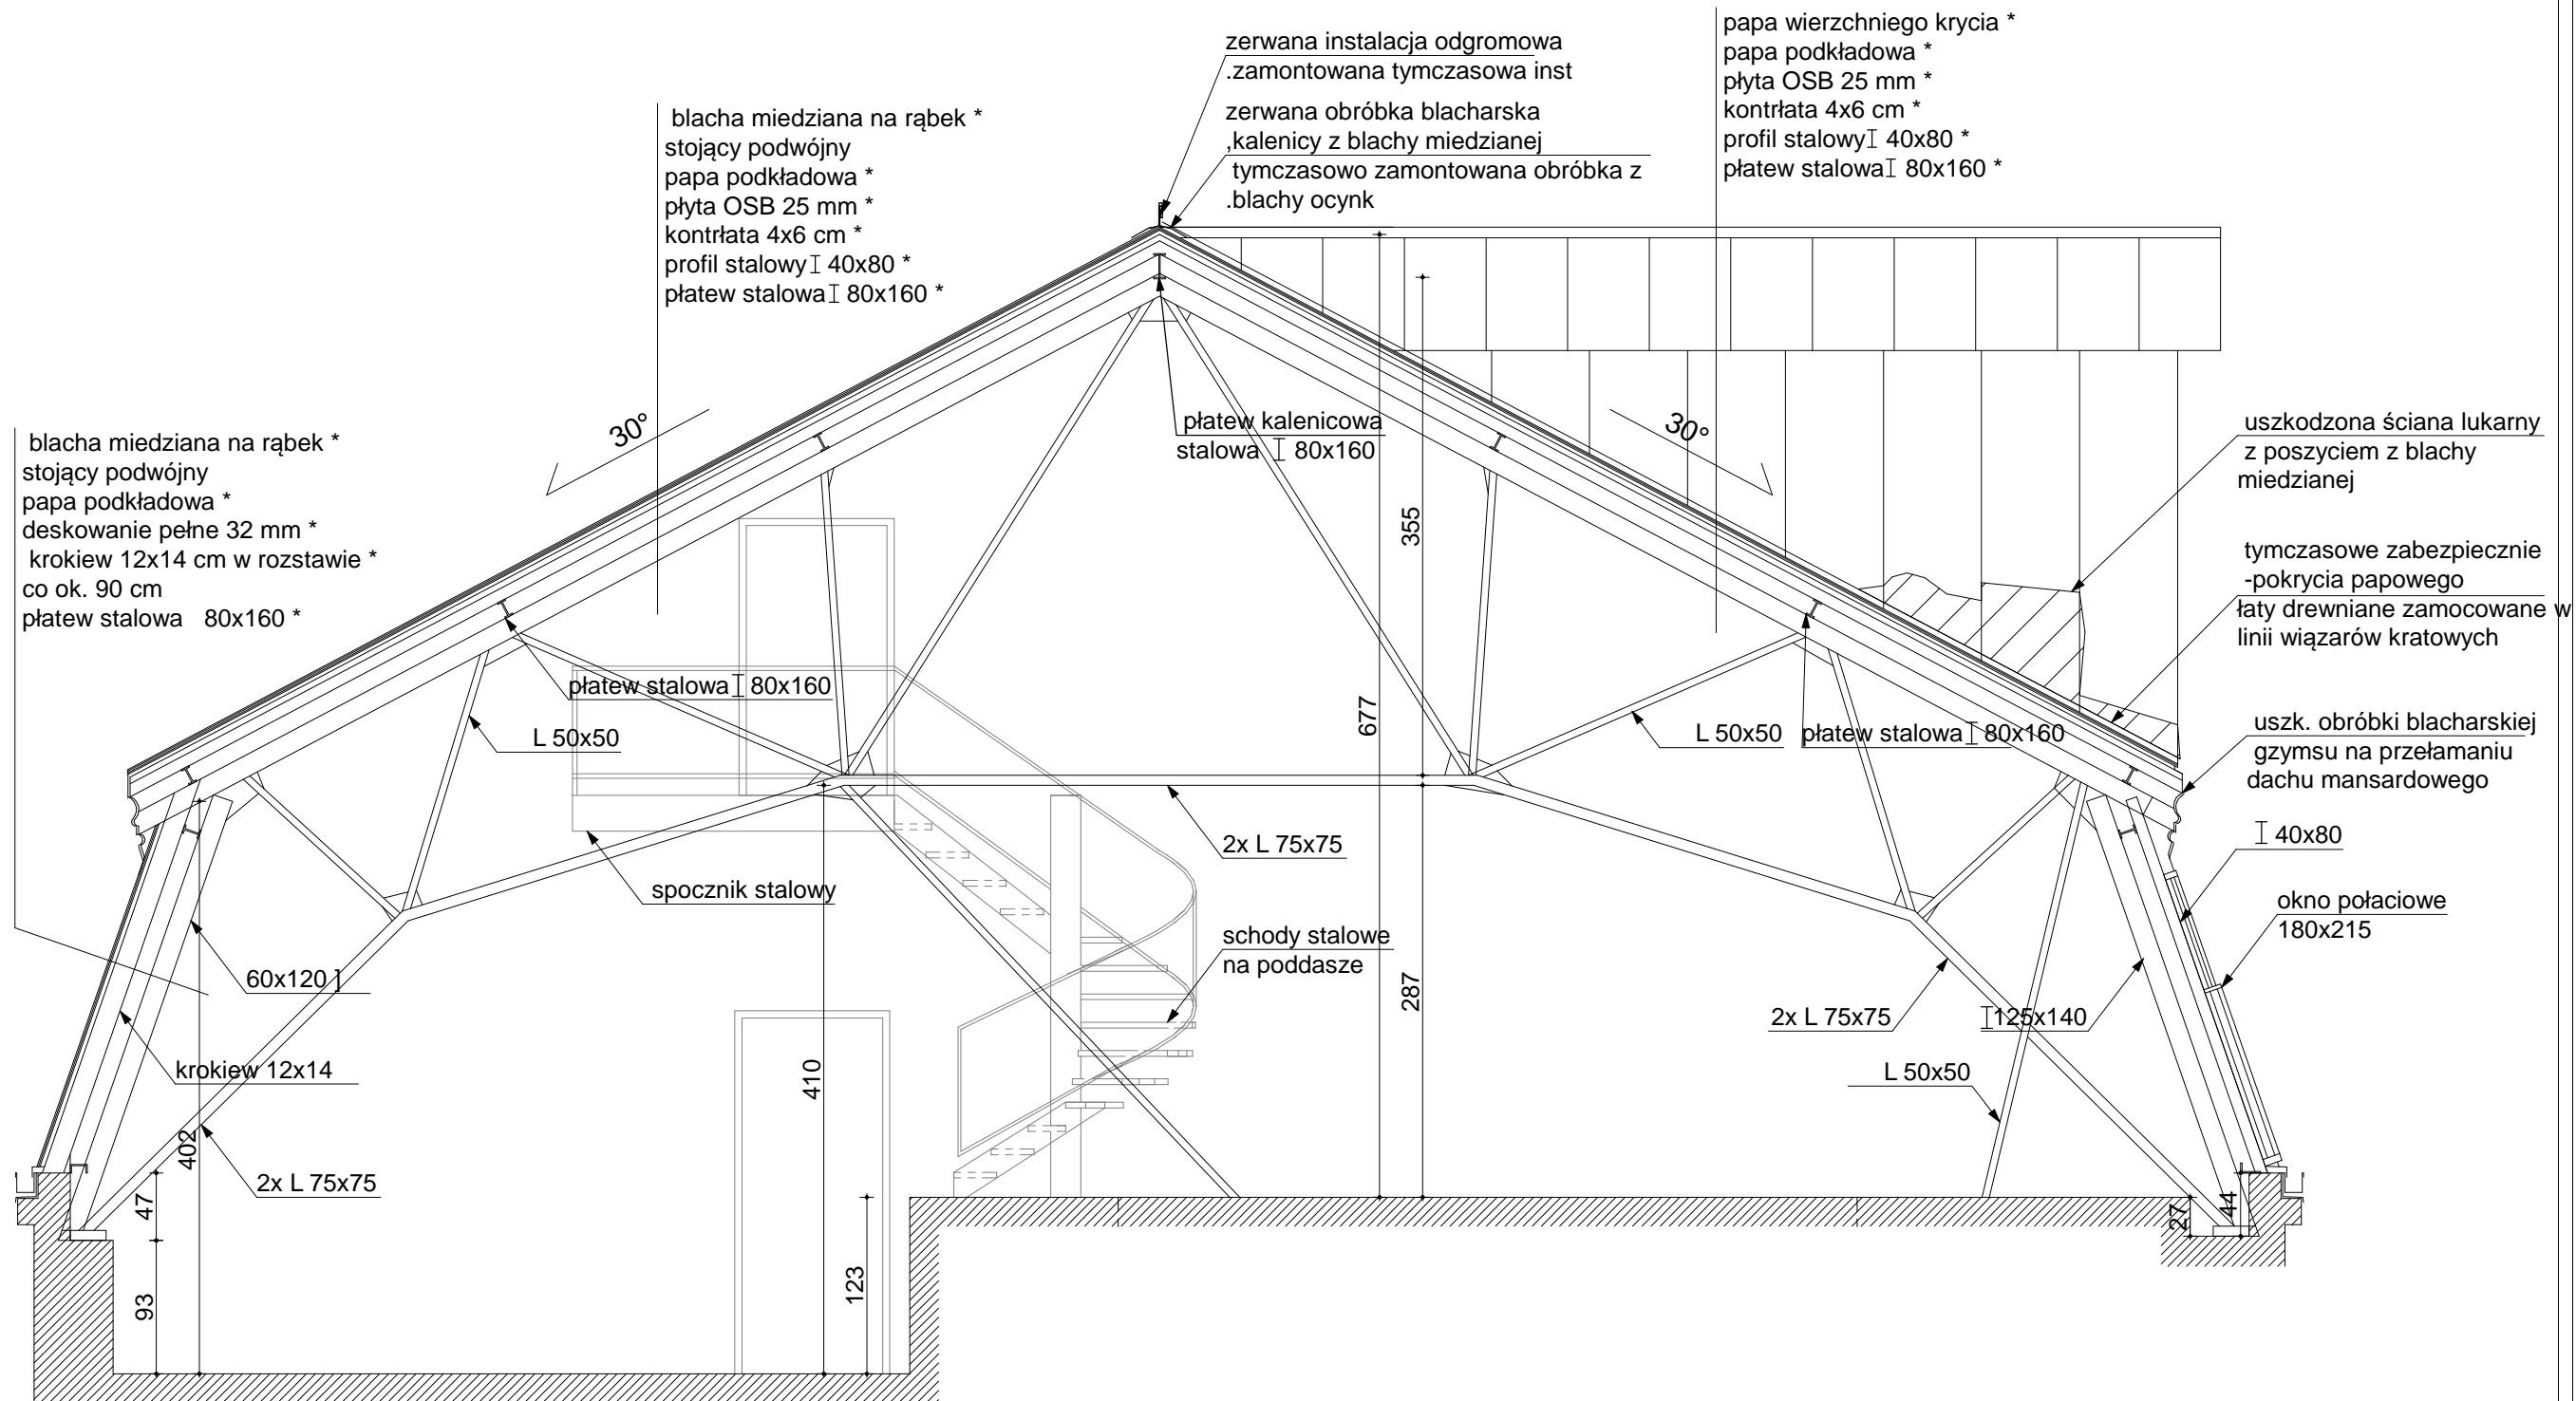 zerwana instalacja odgromowa
.zamontowana tymczasowa inst
zerwana obróbka blacharska
,kalenicy z blachy miedzianej
tymczasowo zamontowana obróbka z
.blachy ocynk
papa wierzchniego krycia *
papa podkładowa *
płyta OSB 25 mm *
kontrłata 4x6 cm *
profil stalowy⌶ 40x80 *
płatew stalowa⌶ 80x160 *
blacha miedziana na rąbek *
stojący podwójny
papa podkładowa *
płyta OSB 25 mm *
kontrłata 4x6 cm *
profil stalowy⌶ 40x80 *
płatew stalowa⌶ 80x160 *
blacha miedziana na rąbek *
stojący podwójny
papa podkładowa *
deskowanie pełne 32 mm *
krokiew 12x14 cm w rozstawie *
co ok. 90 cm
płatew stalowa 80x160 *
30°
30°
płatew kalenicowa
stalowa ⌶ 80x160
uszkodzona ściana lukarny
z poszyciem z blachy
miedzianej
tymczasowe zabezpiecznie
-pokrycia papowego
łaty drewniane zamocowane w
linii wiązarów kratowych
355
677
płatew stalowa⌶ 80x160
L 50x50
L 50x50
płatew stalowa⌶ 80x160
uszk. obróbki blacharskiej
gzymsu na przełamaniu
dachu mansardowego
2x L 75x75
⌶ 40x80
spocznik stalowy
okno połaciowe
180x215
schody stalowe
na poddasze
60x120 ]
287
2x L 75x75
⌶125x140
krokiew 12x14
410
L 50x50
402
2x L 75x75
47
44
27
93
123